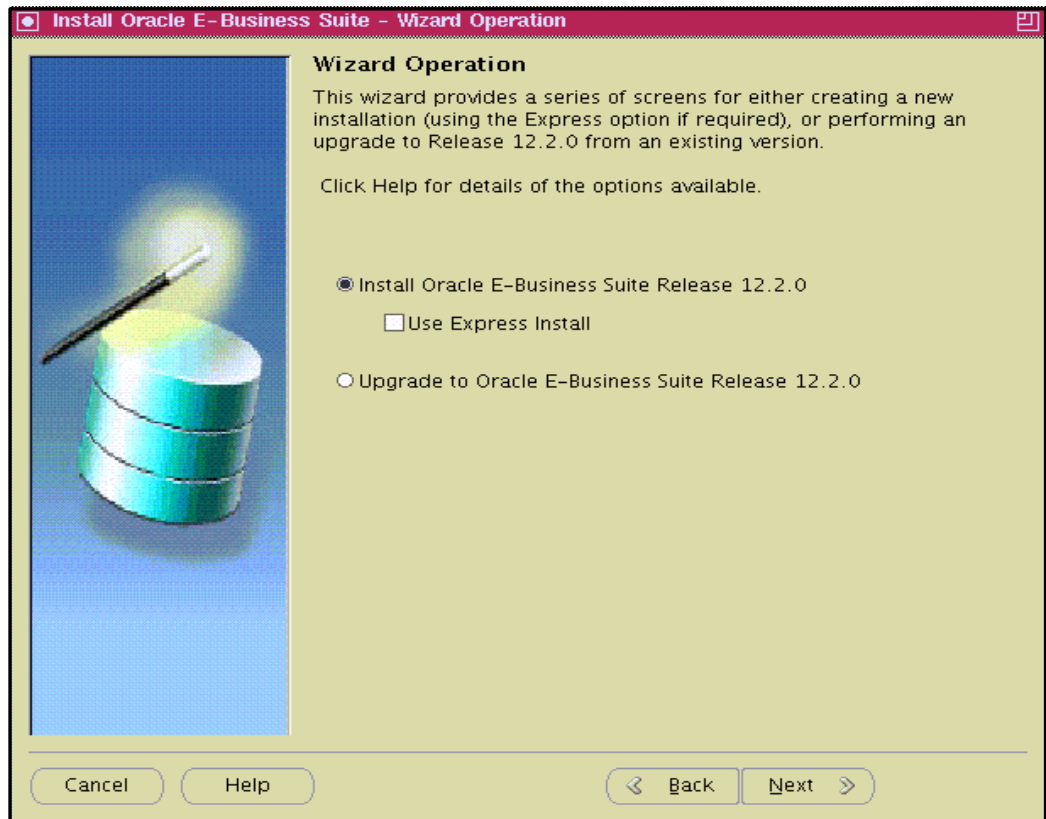 Install Oracle E-Business Suite - Wizard Operation
Wizard Operation
This wizard provides a series of screens for either creating a new
installation (using the Express option if required), or performing an
upgrade to Release 12.2.0 from an existing version.
Click Help for details of the options available.
Install Oracle E-Business Suite Release 12.2.0
Use Express Install
Upgrade to Oracle E-Business Suite Release 12.2.0
Cancel Help Back Next